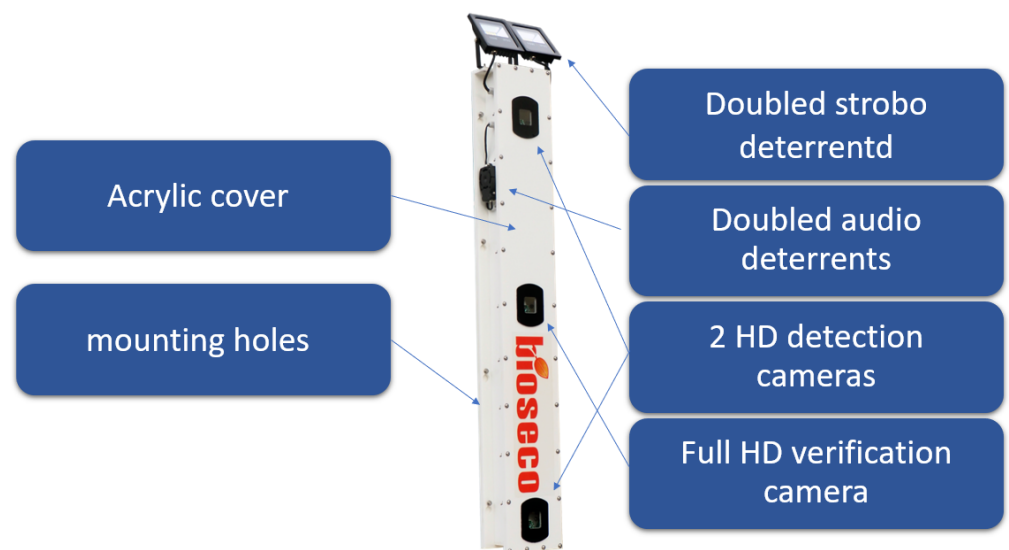 Acrylic cover
mounting holes
Doubled strobo
deterrentd
Doubled audio
deterrents
2 HD detection
cameras
Full HD verification
camera
bioseco